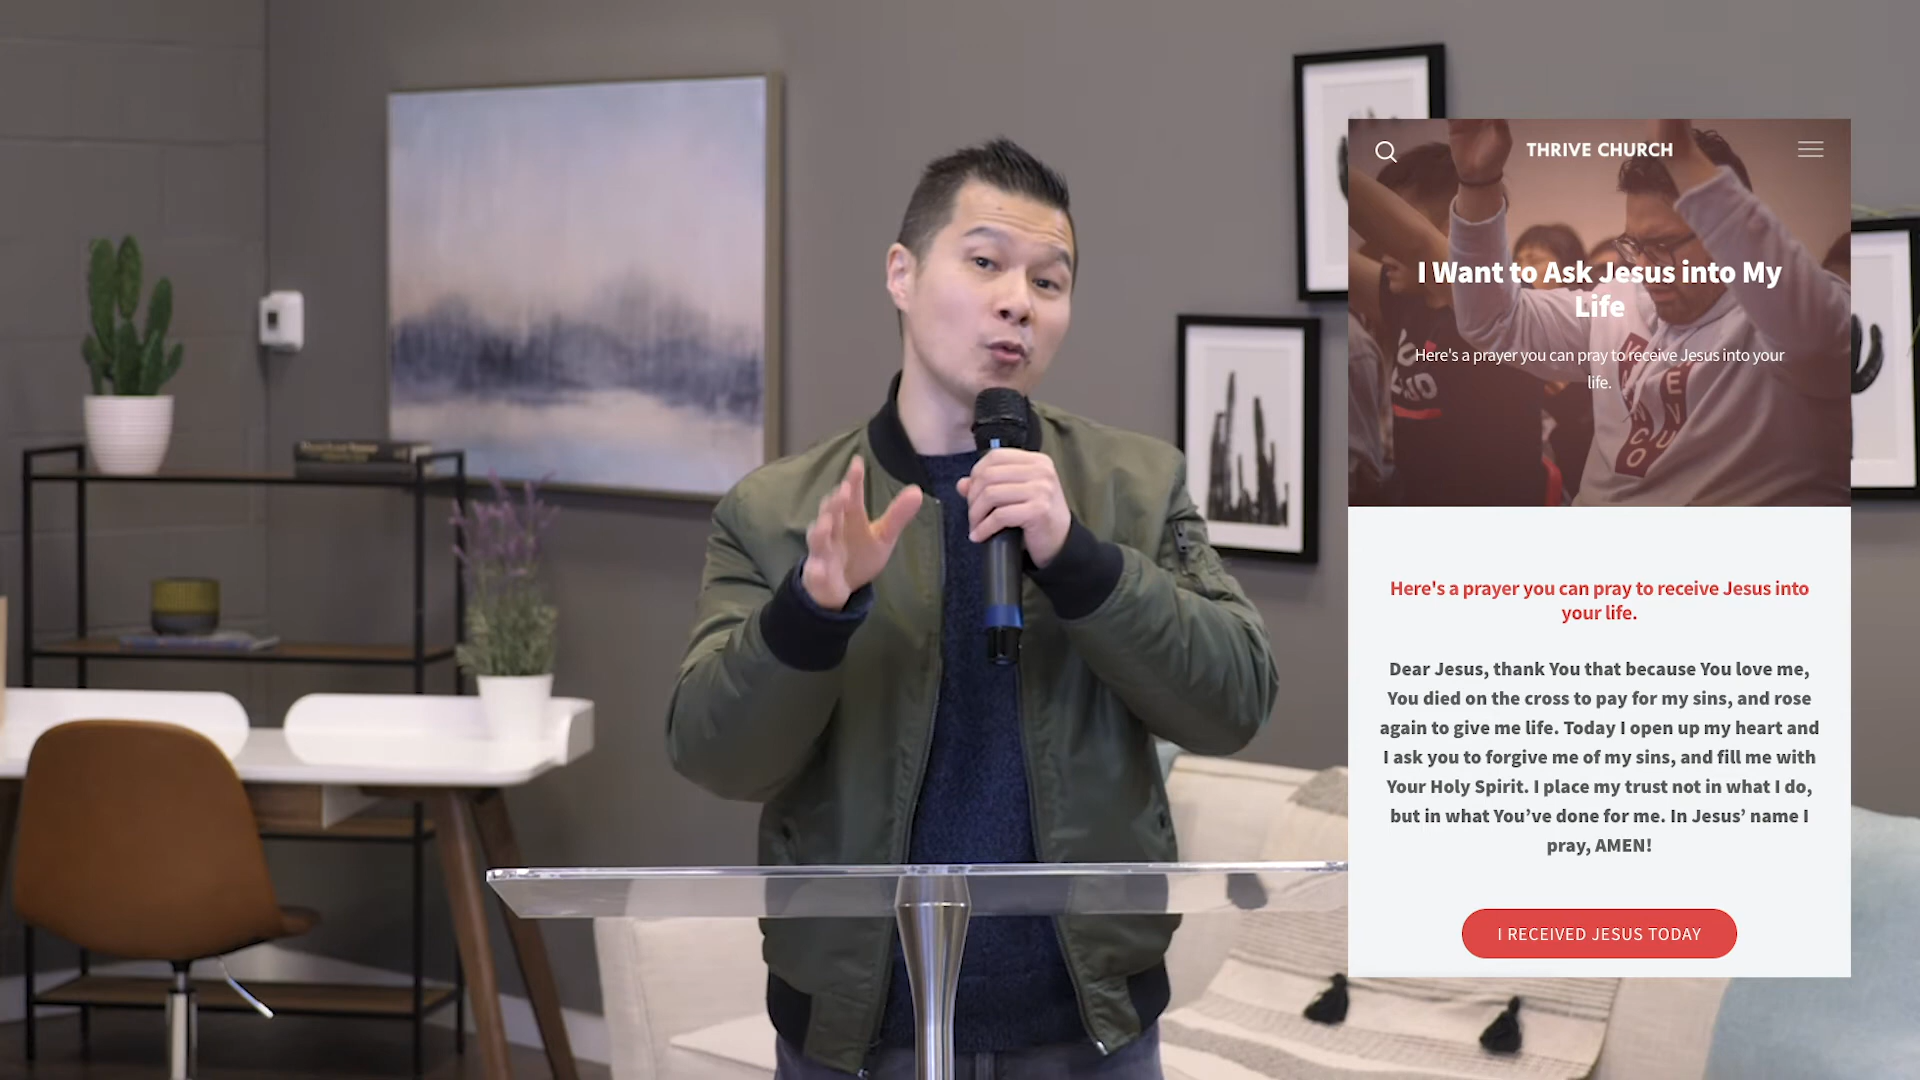 THRIVE CHURCH
I Want to Ask Jesus into My
Life
Here's a prayer you can pray to receive Jesus into your
life.
Here's a prayer you can pray to receive Jesus into
your life.
Dear Jesus, thank You that because You love me,
You died on the cross to pay for my sins, and rose
again to give me life. Today I open up my heart and
I ask you to forgive me of my sins, and fill me with
Your Holy Spirit. I place my trust not in what I do,
but in what You’ve done for me. In Jesus’ name I
pray, AMEN!
I RECEIVED JESUS TODAY